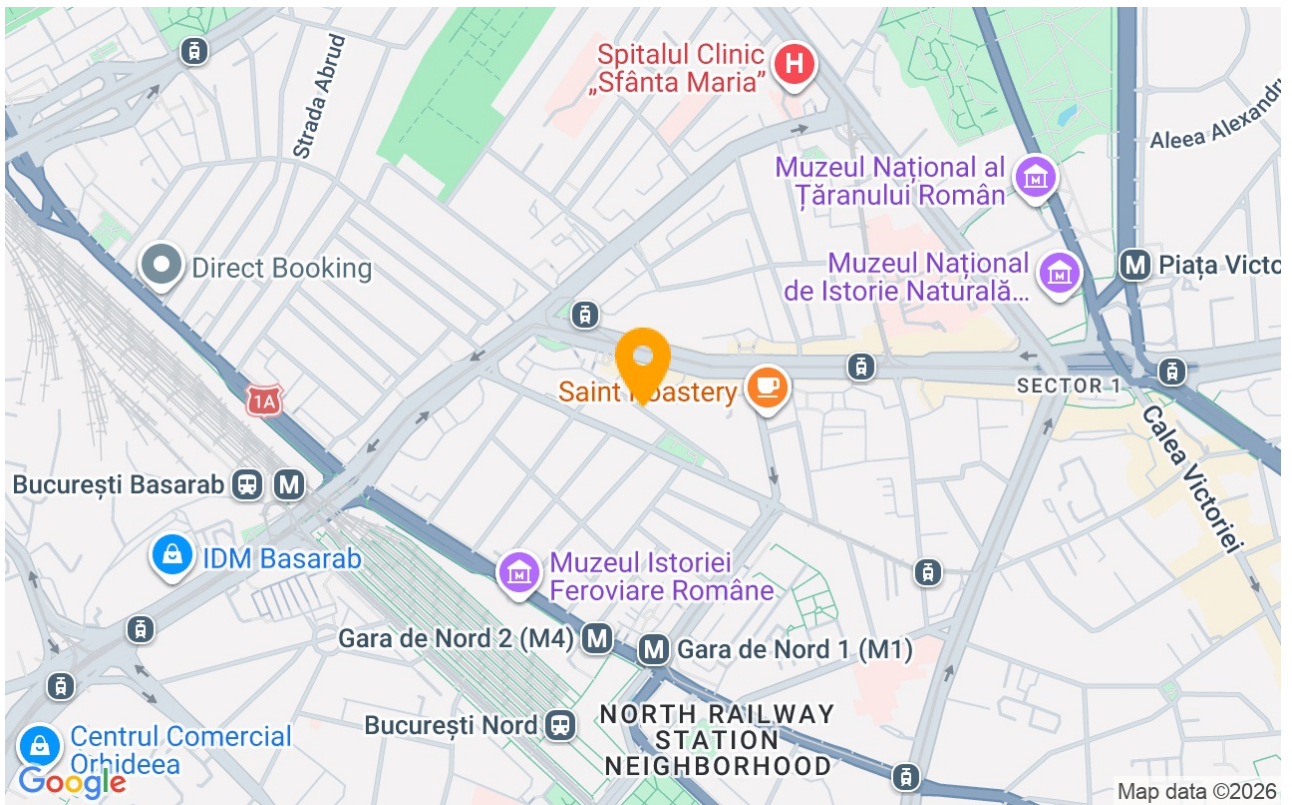 Spitalul Clinic
„Sfânta Maria”
Strada Abrud
Aleea Alexandru
Muzeul Național al
Țăranului Român
Direct Booking
Muzeul Național
de Istorie Naturală...
M Piața Victo
Saint Roastery
SECTOR 1
1A
Calea Victoriei
București Basarab
M
IDM Basarab
Muzeul Istoriei
Feroviare Române
Gara de Nord 2 (M4) M
M Gara de Nord 1 (M1)
București Nord
NORTH RAILWAY
STATION
NEIGHBORHOOD
Centrul Comercial
Orhideea
Google
Map data ©2026